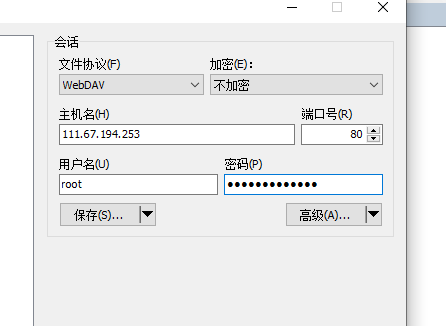 会话
文件协议(F) 加密(E):
WebDAV 不加密
主机名(H) 端口号(R)
111.67.194.253 80
用户名(U) 密码(P)
root ●●●●●●●●●●●●●
保存(S)... 高级(A)...